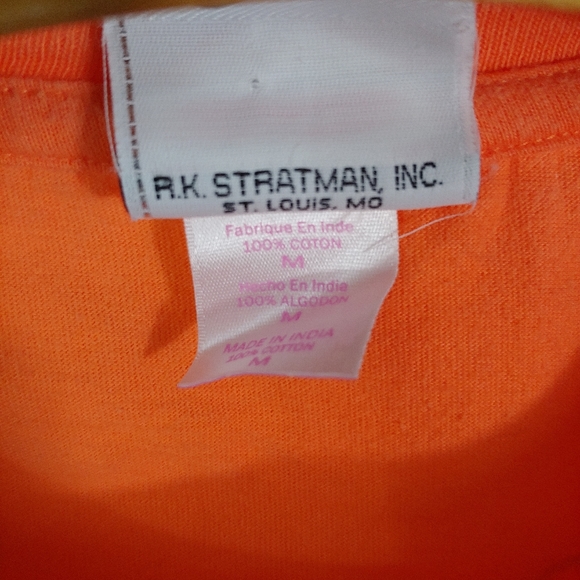 R.K. STRATMAN, INC.
ST. LOUIS, MO
Fabrique En Inde
100% COTON
M
Hecho En India
100% ALGODON
M
MADE IN INDIA
100% COTTON
M